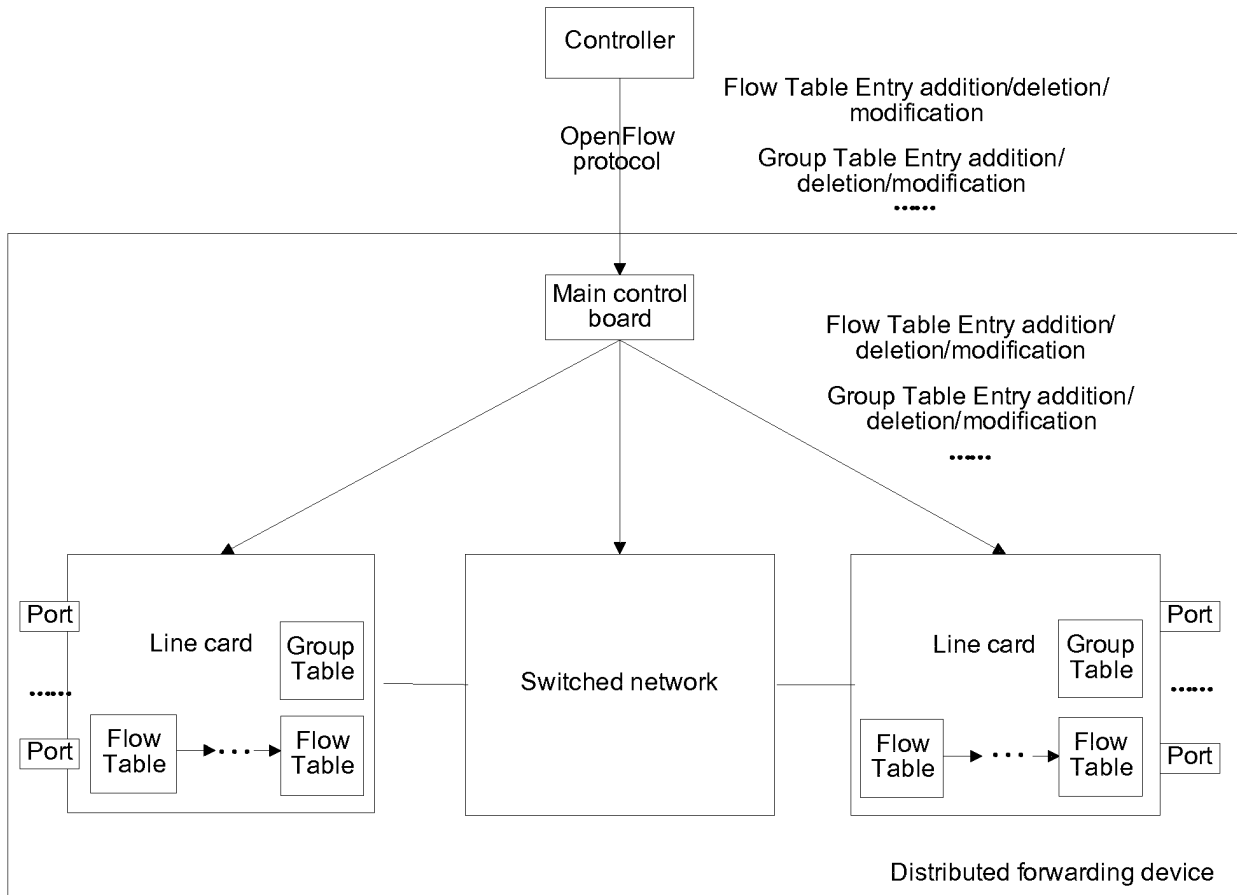 Controller
Flow Table Entry addition/deletion/
modification
OpenFlow
protocol
Group Table Entry addition/
deletion/modification
······
Main control
board
Flow Table Entry addition/
deletion/modification
Group Table Entry addition/
deletion/modification
······
Port
Line card
Group
Table
······
Port
Flow
Table
···
Flow
Table
Switched network
Line card
Group
Table
Port
······
Flow
Table
···
Flow
Table
Port
Distributed forwarding device